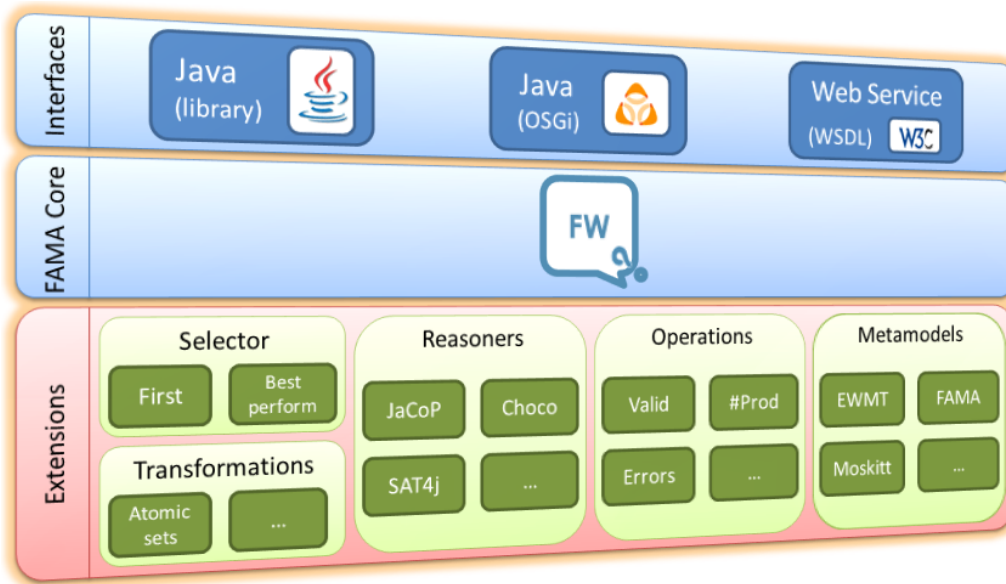 Interfaces
Java
(library)
Java
(OSGi)
Web Service
(WSDL)
W3C
FAMA Core
FW
Extensions
Selector
First
Best
perform
Transformations
Atomic
sets
...
Reasoners
JaCoP
Choco
SAT4j
...
Operations
Valid
#Prod
Errors
...
Metamodels
EWMT
FAMA
Moskitt
...